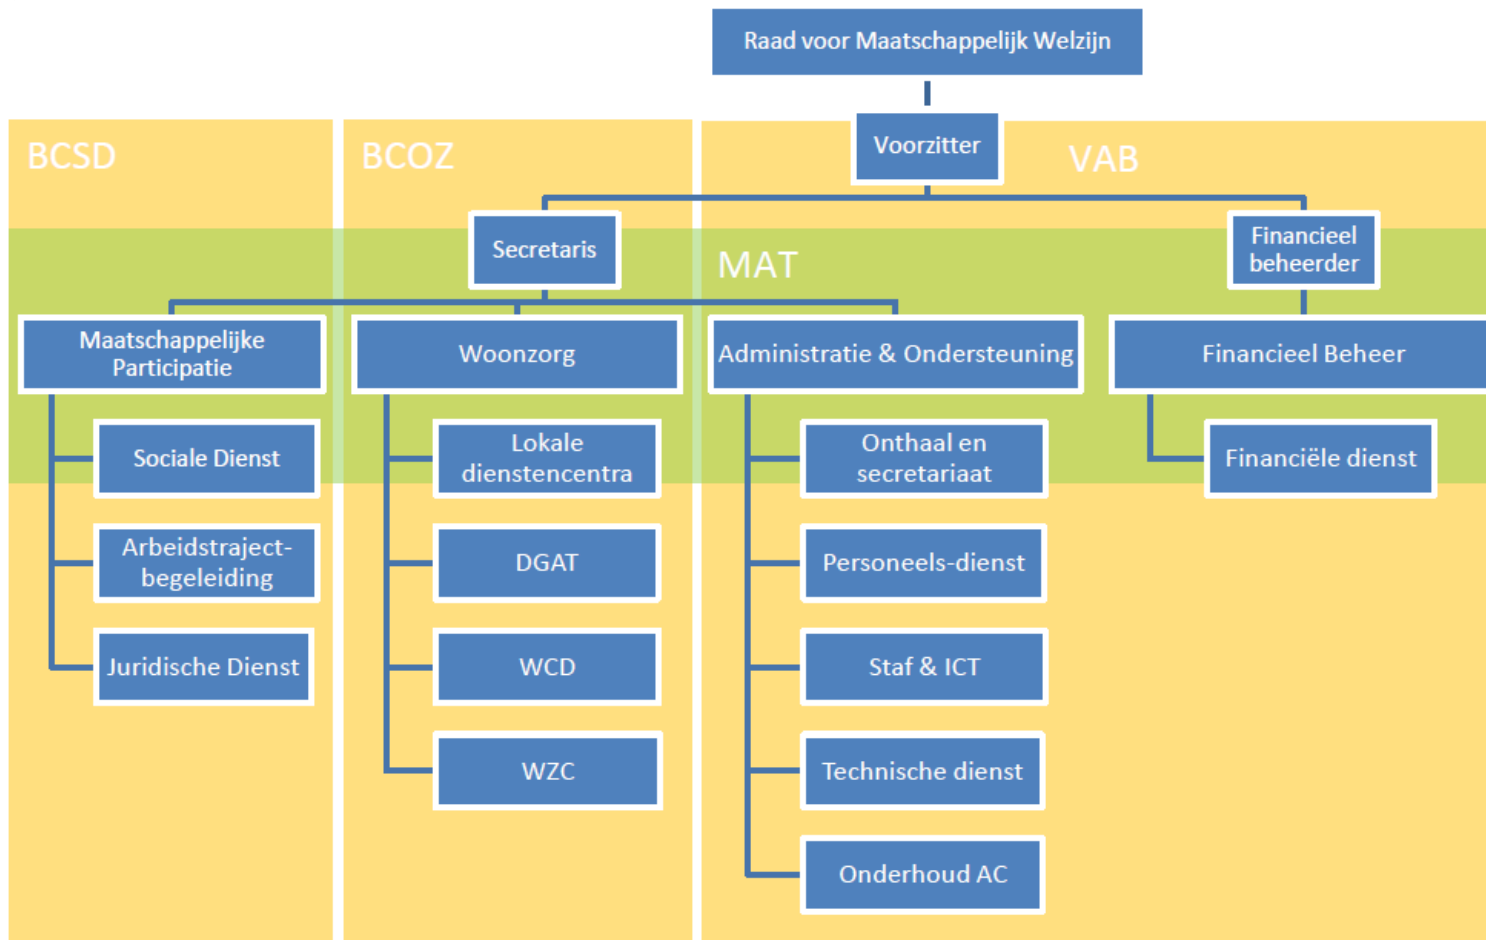 Raad voor Maatschappelijk Welzijn
Voorzitter
BCSD
BCOZ
VAB
Secretaris
Financieel
beheerder
MAT
Maatschappelijke
Participatie
Woonzorg
Administratie & Ondersteuning
Financieel Beheer
Sociale Dienst
Lokale
dienstencentra
Onthaal en
secretariaat
Financiële dienst
Arbeidstraject-
begeleiding
DGAT
Personeels-dienst
Juridische Dienst
WCD
Staf & ICT
WZC
Technische dienst
Onderhoud AC